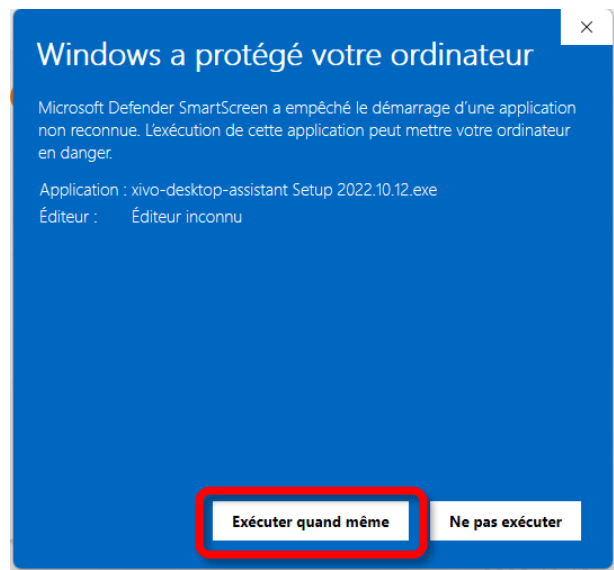 Windows a protégé votre ordinateur
Microsoft Defender SmartScreen a empêché le démarrage d'une application
non reconnue. L'exécution de cette application peut mettre votre ordinateur
en danger.
Application : xivo-desktop-assistant Setup 2022.10.12.exe
Éditeur : Éditeur inconnu
Exécuter quand même Ne pas exécuter